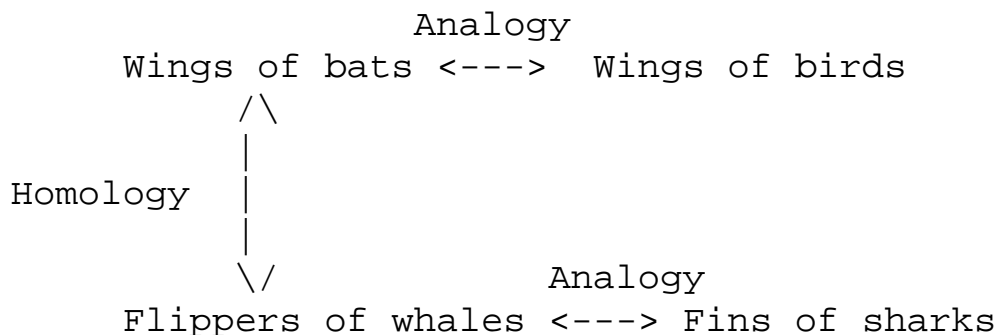 Analogy
Wings of bats <---> Wings of birds
/\
|
Homology |
|
\/ Analogy
Flippers of whales <---> Fins of sharks